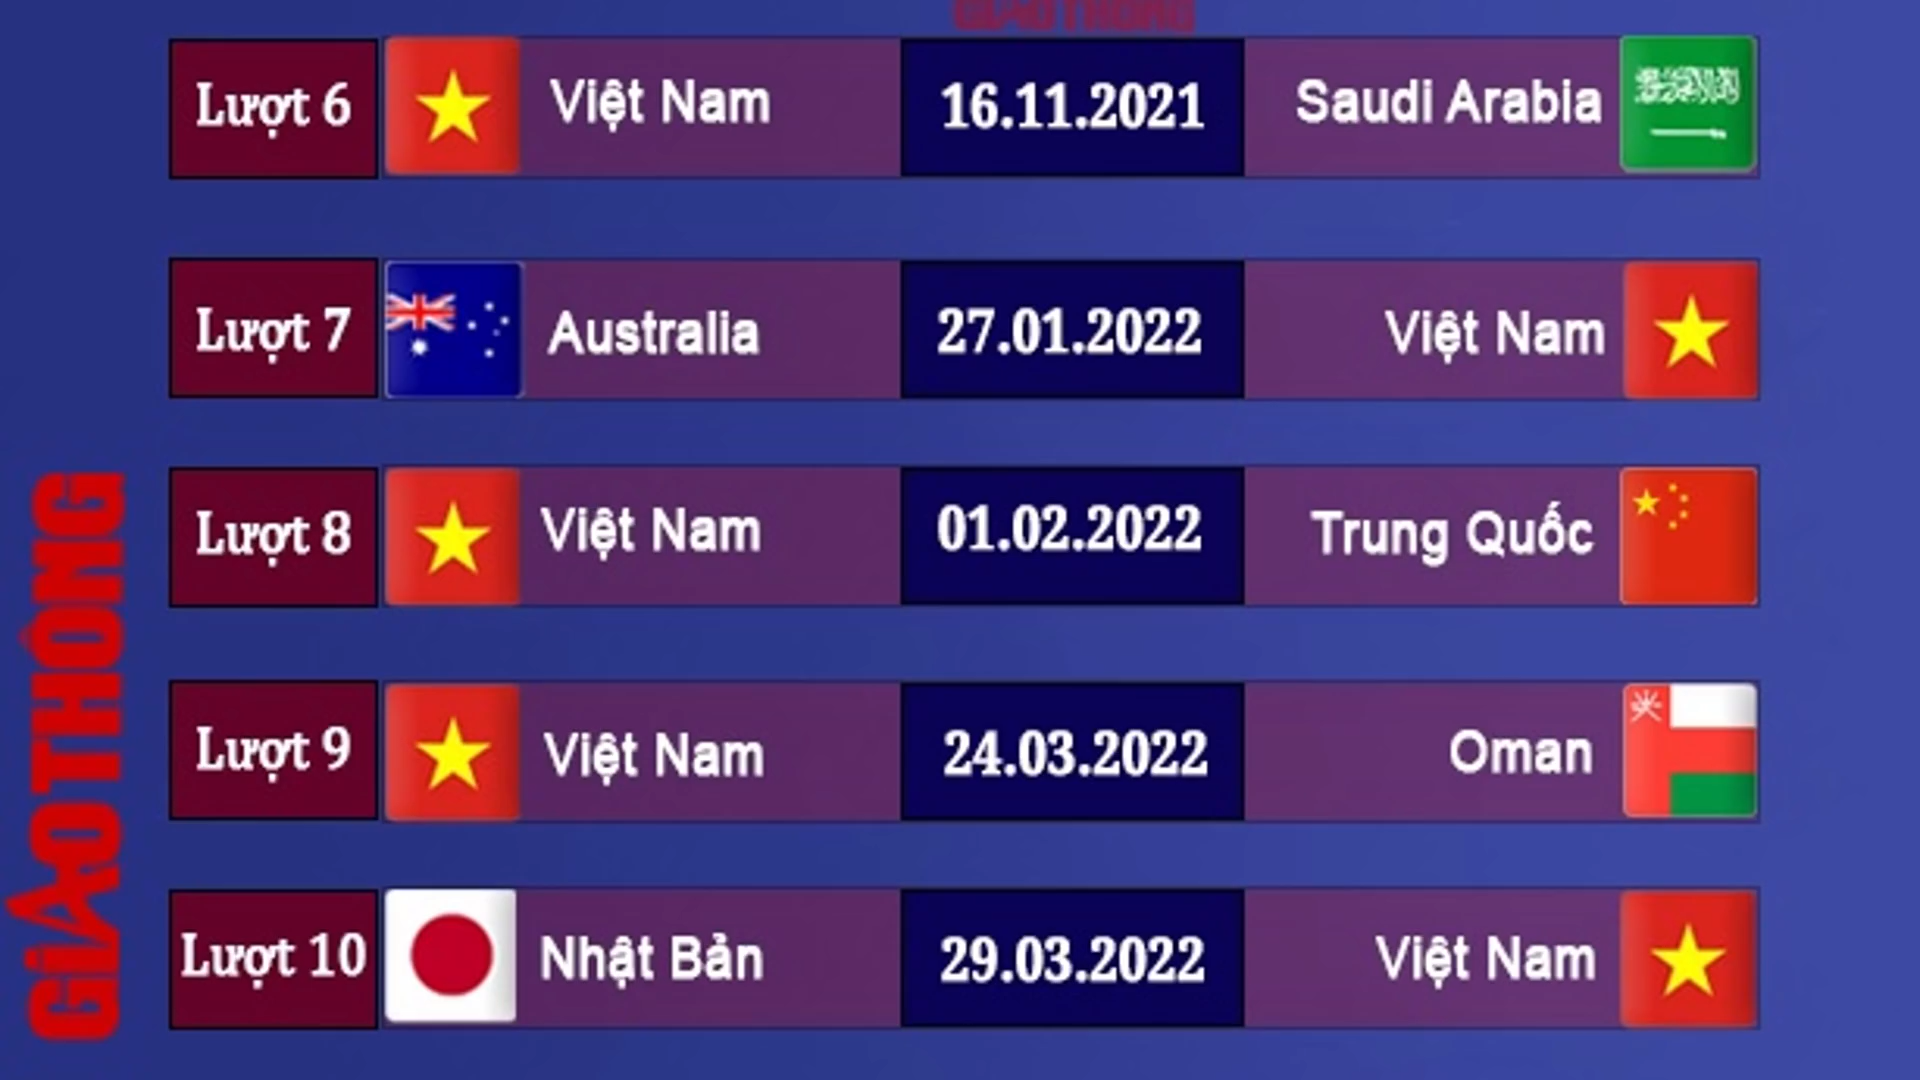 GIAO THÔNG
Lượt 6 Việt Nam 16.11.2021 Saudi Arabia
Lượt 7 Australia 27.01.2022 Việt Nam
Lượt 8 Việt Nam 01.02.2022 Trung Quốc
Lượt 9 Việt Nam 24.03.2022 Oman
Lượt 10 Nhật Bản 29.03.2022 Việt Nam
GIAO THÔNG